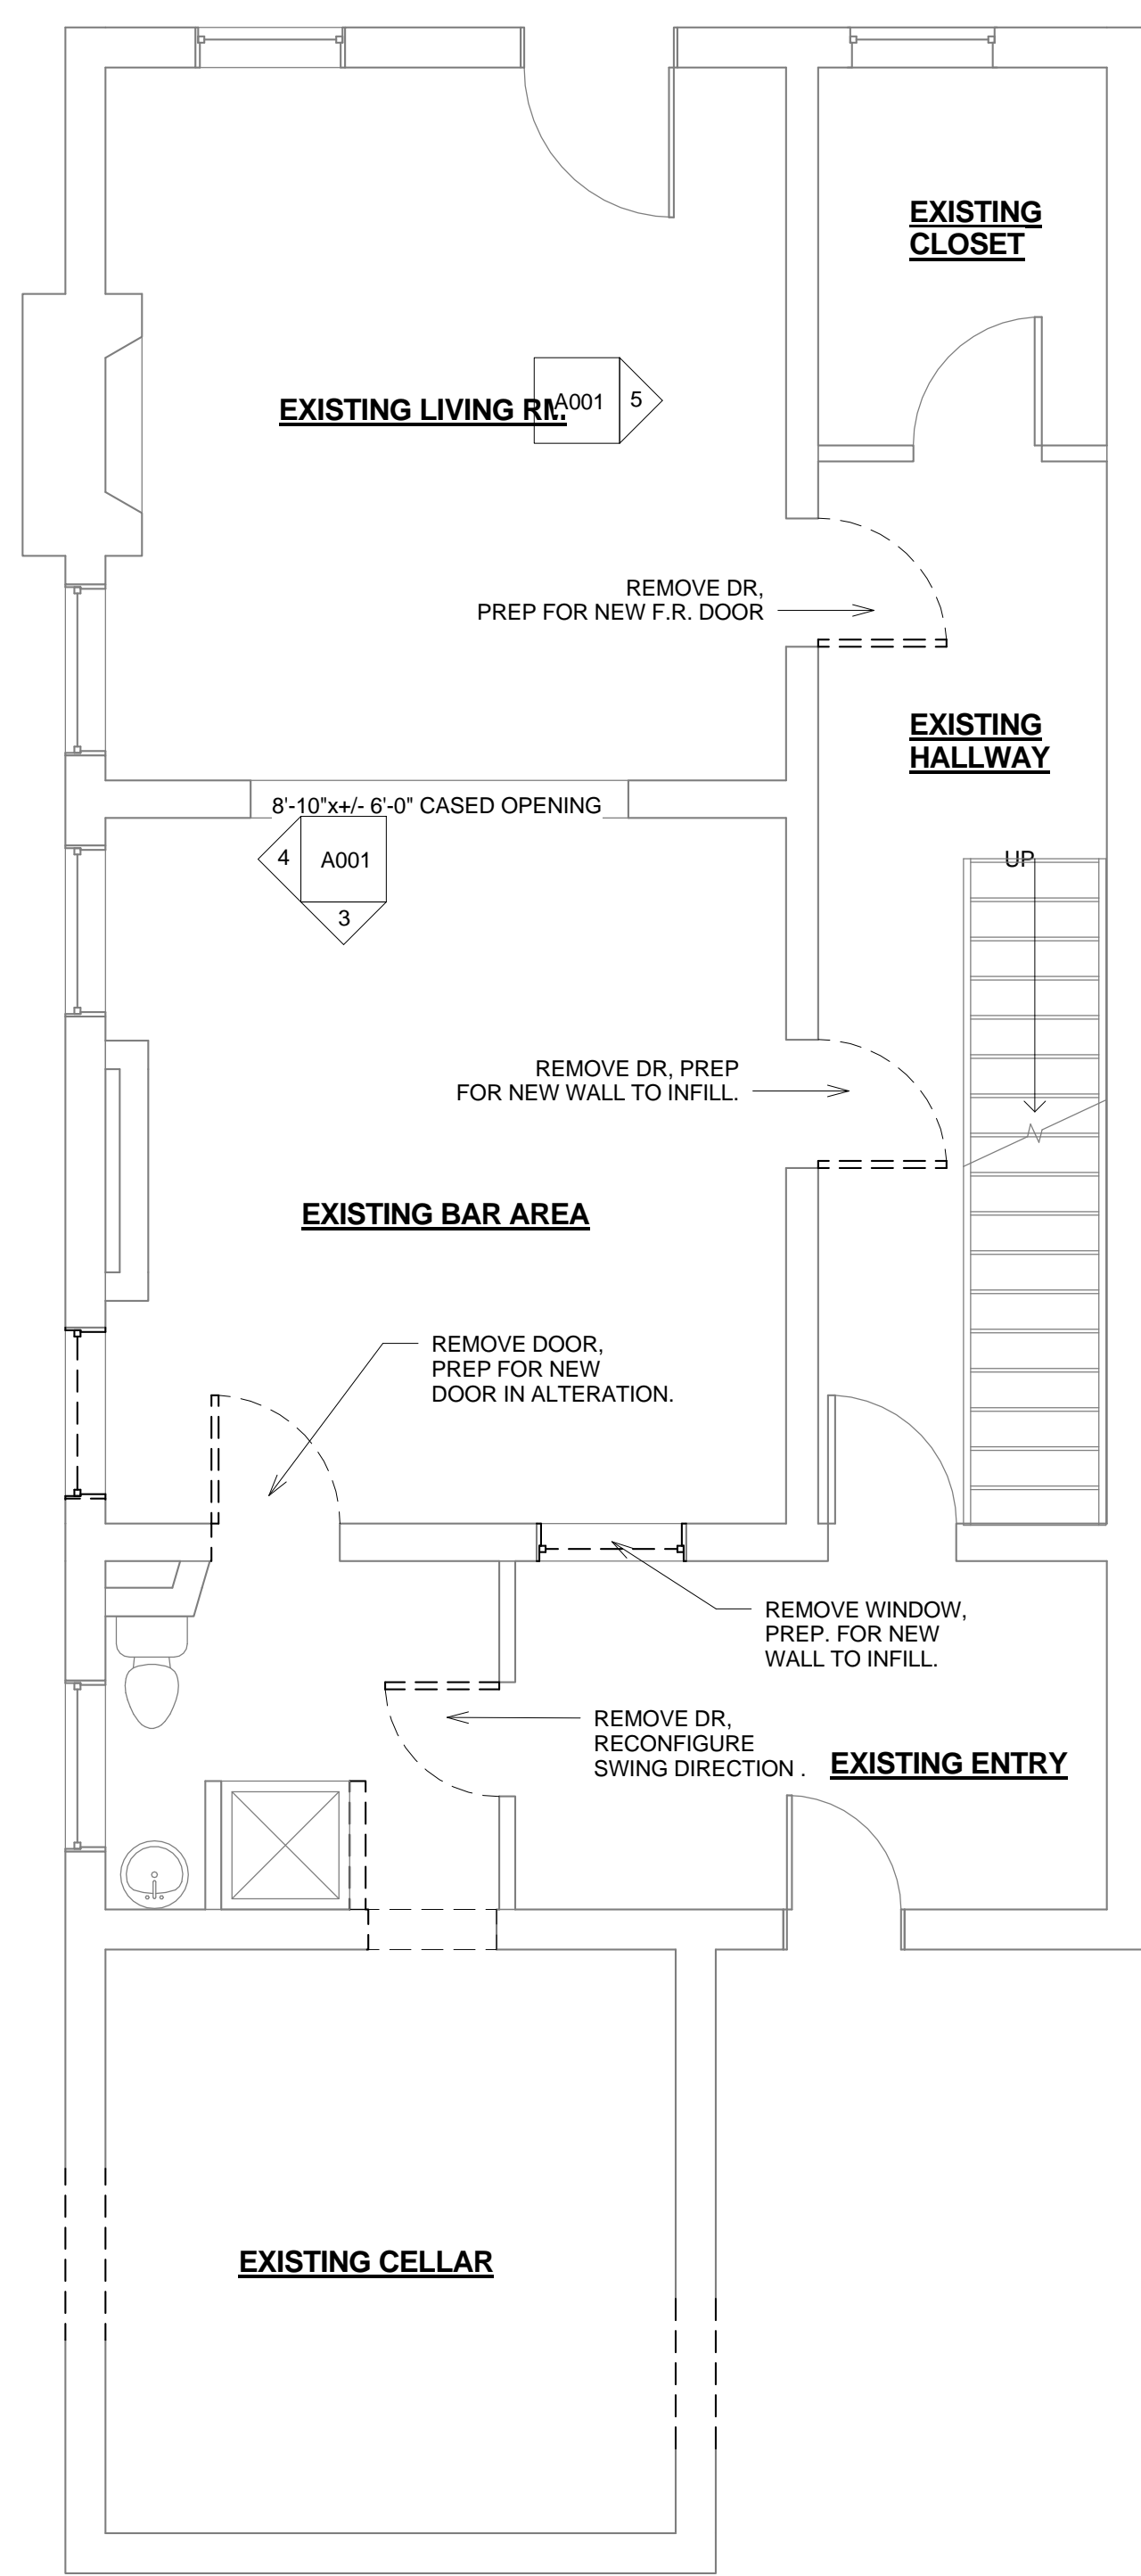 EXISTING
CLOSET
EXISTING LIVING RM.
A001
5
REMOVE DR,
PREP FOR NEW F.R. DOOR
EXISTING
HALLWAY
8'-10"x+/- 6'-0" CASED OPENING
4
A001
3
UP
REMOVE DR, PREP
FOR NEW WALL TO INFILL.
EXISTING BAR AREA
REMOVE DOOR,
PREP FOR NEW
DOOR IN ALTERATION.
REMOVE WINDOW,
PREP. FOR NEW
WALL TO INFILL.
REMOVE DR,
RECONFIGURE
SWING DIRECTION .
EXISTING ENTRY
EXISTING CELLAR